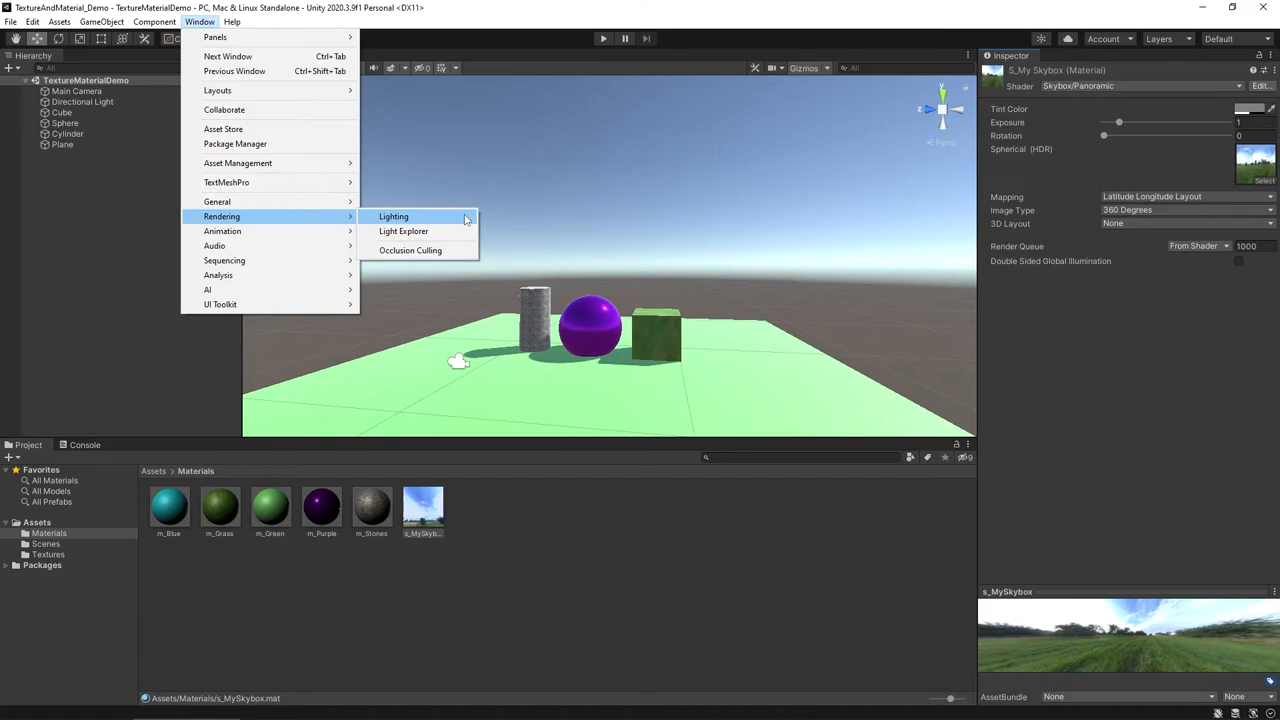 TextureAndMaterial_Demo - TextureMaterialDemo - PC, Mac & Linux Standalone - Unity 2020.3.9f1 Personal <DX11>
File Edit Assets GameObject Component Window Help
Account Layers Default
Hierarchy
All
TextureMaterialDemo
Main Camera
Directional Light
Cube
Sphere
Cylinder
Plane
Panels
Next Window Ctrl+Tab
Previous Window Ctrl+Shift+Tab
Layouts
Collaborate
Asset Store
Package Manager
Asset Management
TextMeshPro
General
Rendering
Animation
Audio
Sequencing
Analysis
AI
UI Toolkit
Lighting
Light Explorer
Occlusion Culling
0 Gizmos All
y
z
Persp
Inspector
S_My Skybox (Material)
Shader Skybox/Panoramic Edit...
Tint Color
Exposure 1
Rotation 0
Spherical (HDR)
Select
Mapping Latitude Longitude Layout
Image Type 360 Degrees
3D Layout None
Render Queue From Shader 1000
Double Sided Global Illumination
Project Console
9
Favorites
All Materials
All Models
All Prefabs
Assets
Materials
Scenes
Textures
Packages
Assets > Materials
m_Blue m_Grass m_Green m_Purple m_Stones s_MySkyb...
Assets/Materials/s_MySkybox.mat
s_MySkybox
AssetBundle None None